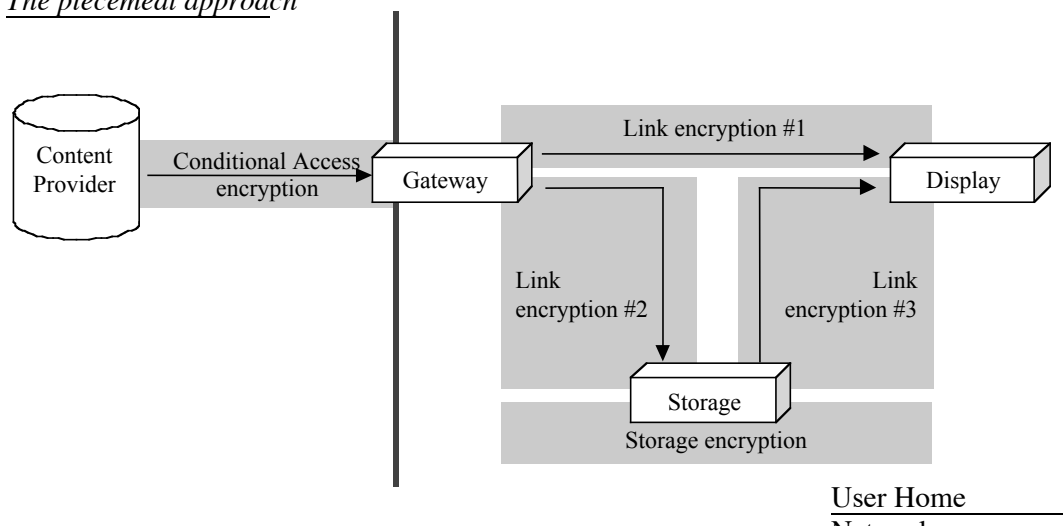 The piecemeal approach
Link encryption #1
Content
Provider
Conditional Access
encryption
Gateway
Display
Link
encryption #2
Link
encryption #3
Storage
Storage encryption
User Home